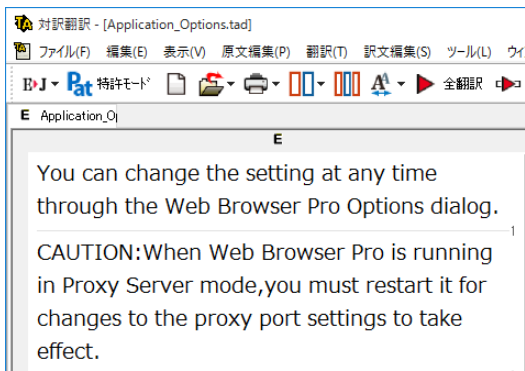 対訳翻訳 - [Application_Options.tad]
ファイル(F) 編集(E) 表示(V) 原文編集(P) 翻訳(T) 訳文編集(S) ツール(L) ウィ
E▸J Pat 特許モード 全翻訳
E Application_O
E
You can change the setting at any time
through the Web Browser Pro Options dialog.
1
CAUTION:When Web Browser Pro is running
in Proxy Server mode,you must restart it for
changes to the proxy port settings to take
effect.